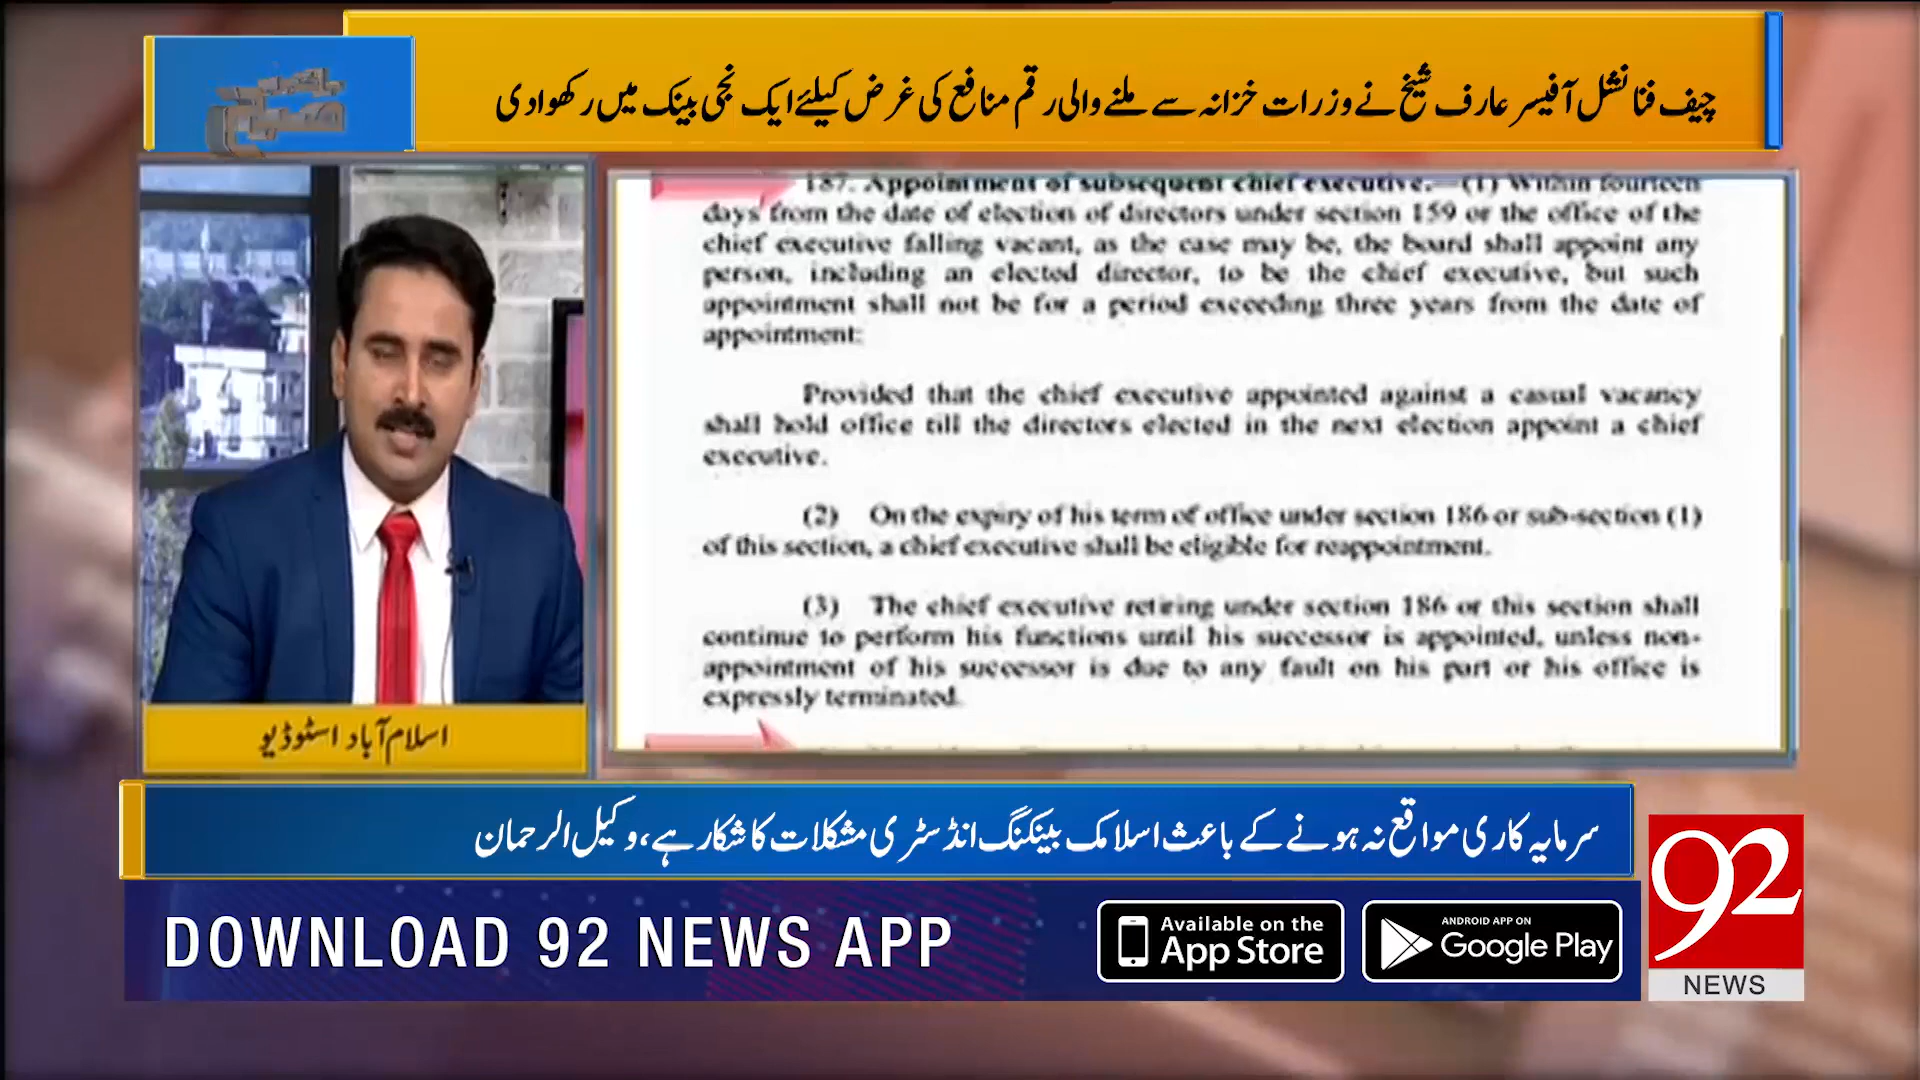 چیف فنانشل آفیسر عارف شیخ نے وزرات خزانہ سے ملنے والی رقم منافع کی غرض کیلئے ایک نجی بینک میں رکھوا دی
187. Appointment of subsequent chief executive.—(1) Within fourteen
days from the date of election of directors under section 159 or the office of the
chief executive falling vacant, as the case may be, the board shall appoint any
person, including an elected director, to be the chief executive, but such
appointment shall not be for a period exceeding three years from the date of
appointment:
Provided that the chief executive appointed against a casual vacancy
shall hold office till the directors elected in the next election appoint a chief
executive.
(2) On the expiry of his term of office under section 186 or sub-section (1)
of this section, a chief executive shall be eligible for reappointment.
(3) The chief executive retiring under section 186 or this section shall
continue to perform his functions until his successor is appointed, unless non-
appointment of his successor is due to any fault on his part or his office is
expressly terminated.
اسلام آباد اسٹوڈیو
سرمایہ کاری مواقع نہ ہونے کے باعث اسلامک بینکنگ انڈسٹری مشکلات کا شکار ہے، وکیل الرحمان
DOWNLOAD 92 NEWS APP
Available on the
App Store
ANDROID APP ON
Google Play
92
NEWS